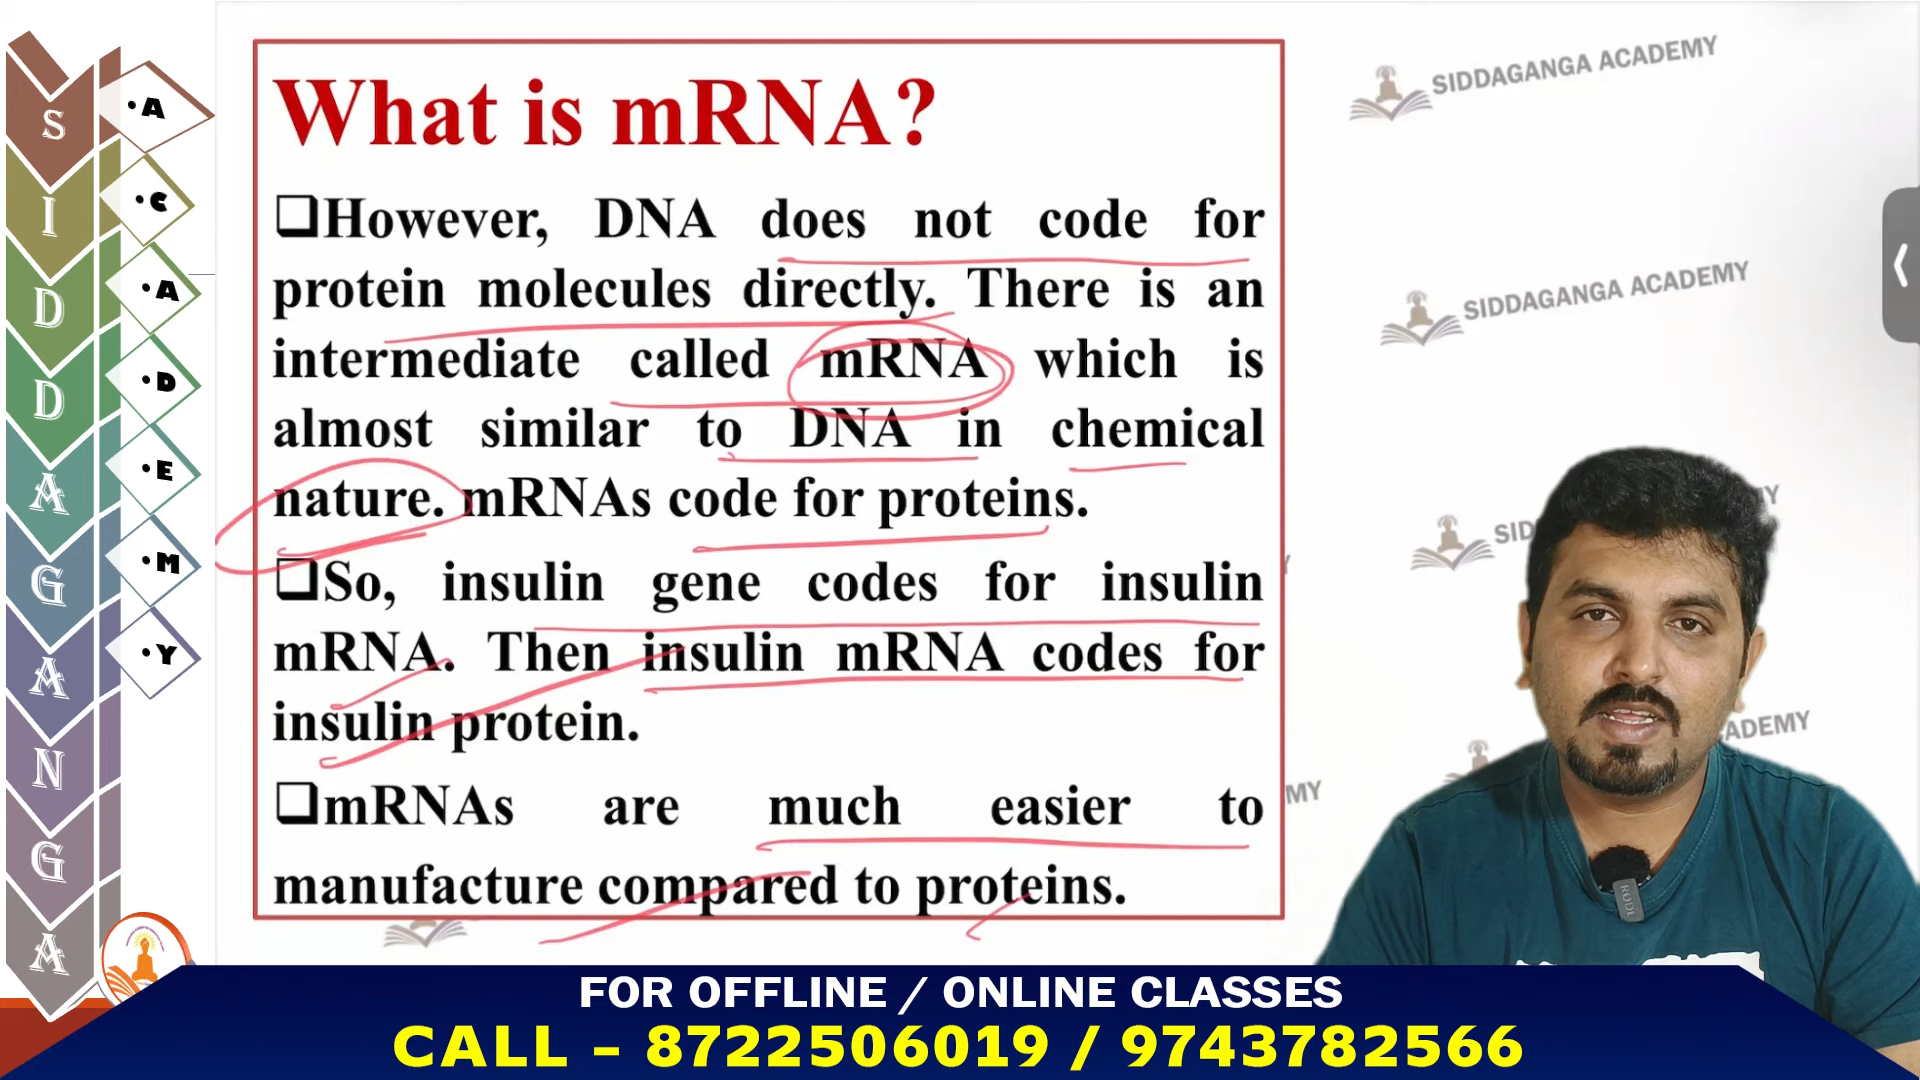 SIDDAGANGA
• A
• C
• A
• D
• E
• M
• Y
What is mRNA?
❑However, DNA does not code for
protein molecules directly. There is an
intermediate called mRNA which is
almost similar to DNA in chemical
nature. mRNAs code for proteins.
❑So, insulin gene codes for insulin
mRNA. Then insulin mRNA codes for
insulin protein.
❑mRNAs are much easier to
manufacture compared to proteins.
SIDDAGANGA ACADEMY
SIDDAGANGA ACADEMY
RODE
FOR OFFLINE / ONLINE CLASSES
CALL – 8722506019 / 9743782566